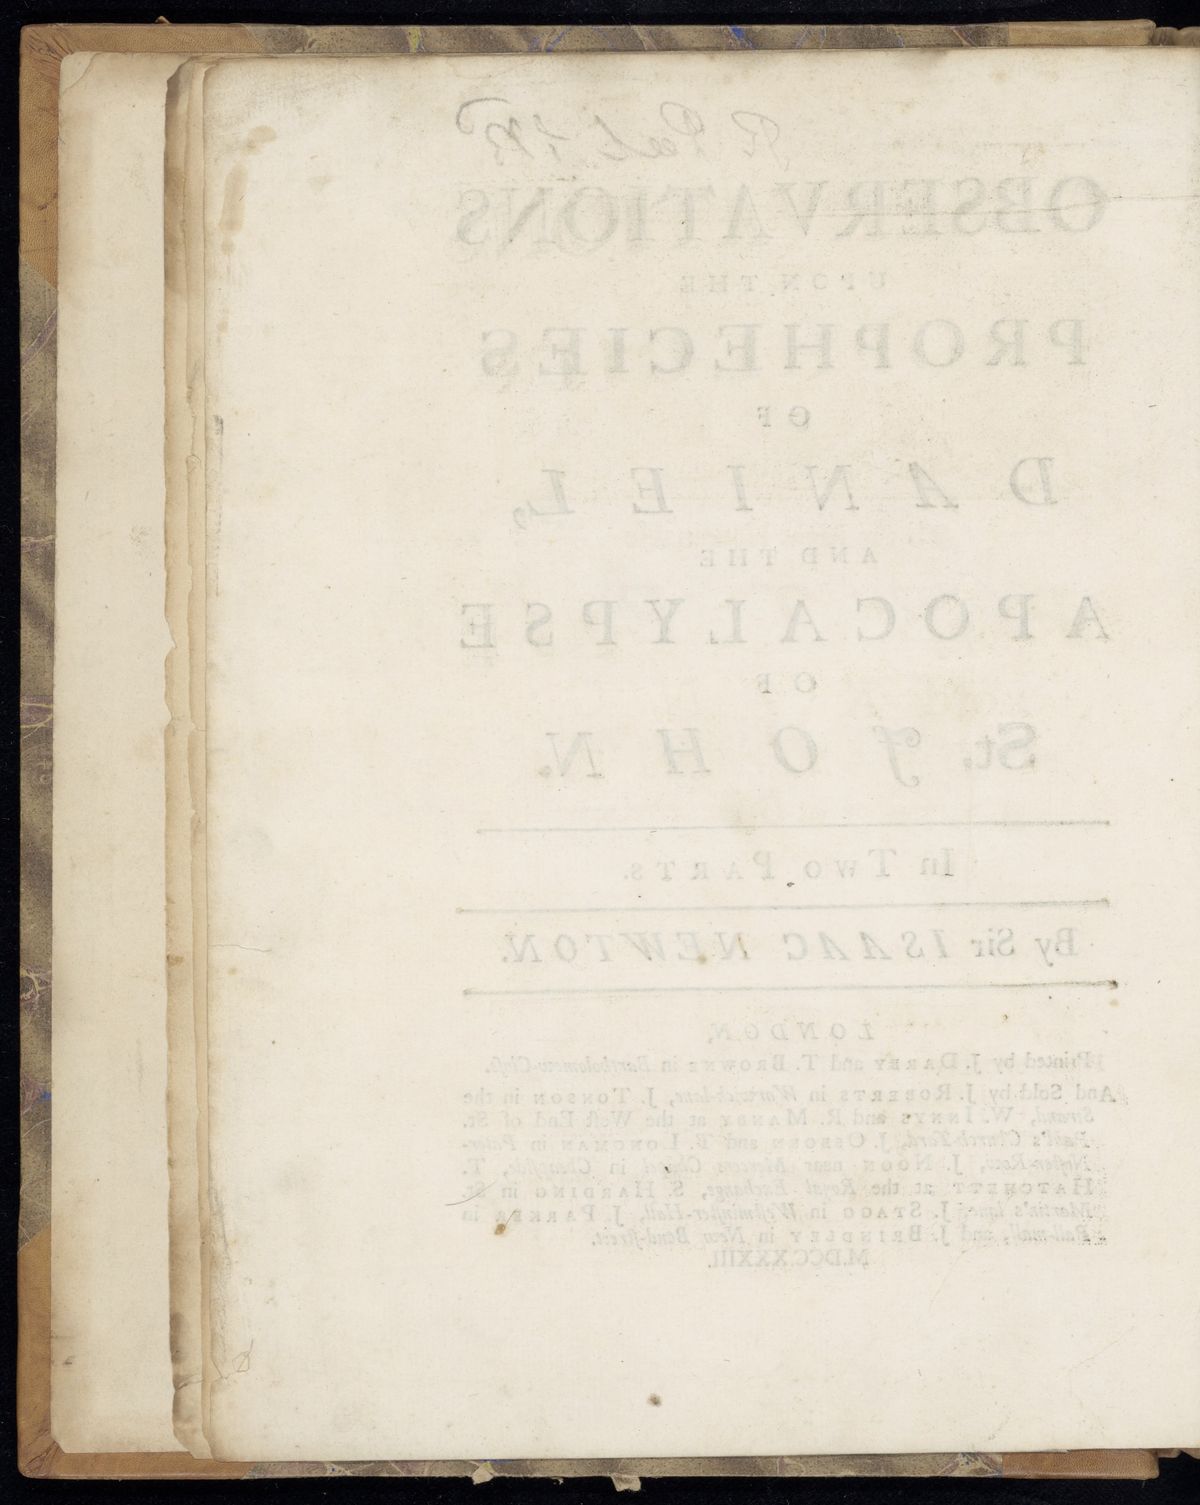 OBSERVATIONS
UPON THE
PROPHECIES
OF
DANIEL,
AND THE
APOCALYPSE
OF
St. JOHN.
In Two Parts.
By Sir ISAAC NEWTON.
LONDON,
Printed by J. DARBY and T. BROWNE in Bartholomew-Close.
And Sold by J. ROBERTS in Warwick-lane, J. TONSON in the
Strand, W. INNYS and R. MANBY at the West End of St.
Paul's Church-Yard, J. OSBORN and T. LONGMAN in Pater-
Noster-Row, J. NOON near Mercers Chapel in Cheapside, T.
HATCHETT at the Royal Exchange, S. HARDING in St.
Martin's lane, J. STAGG in Westminster-Hall, J. PARKER in
Pall-mall, and J. BRINDLEY in New Bond-street.
M.DCC.XXXIII.